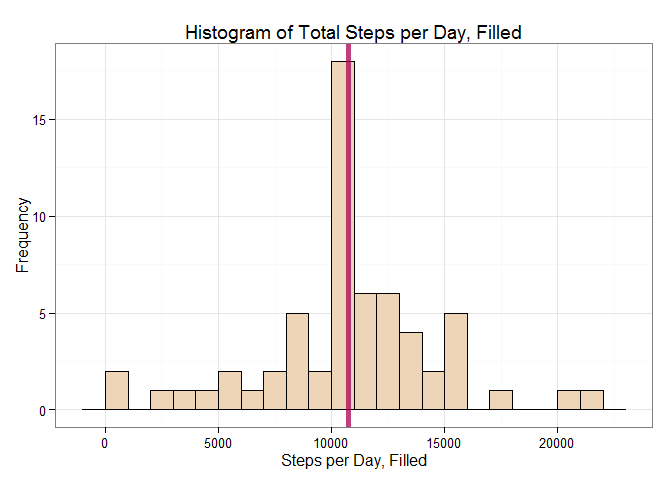 Histogram of Total Steps per Day, Filled
15
10
5
0
Frequency
0 5000 10000 15000 20000
Steps per Day, Filled